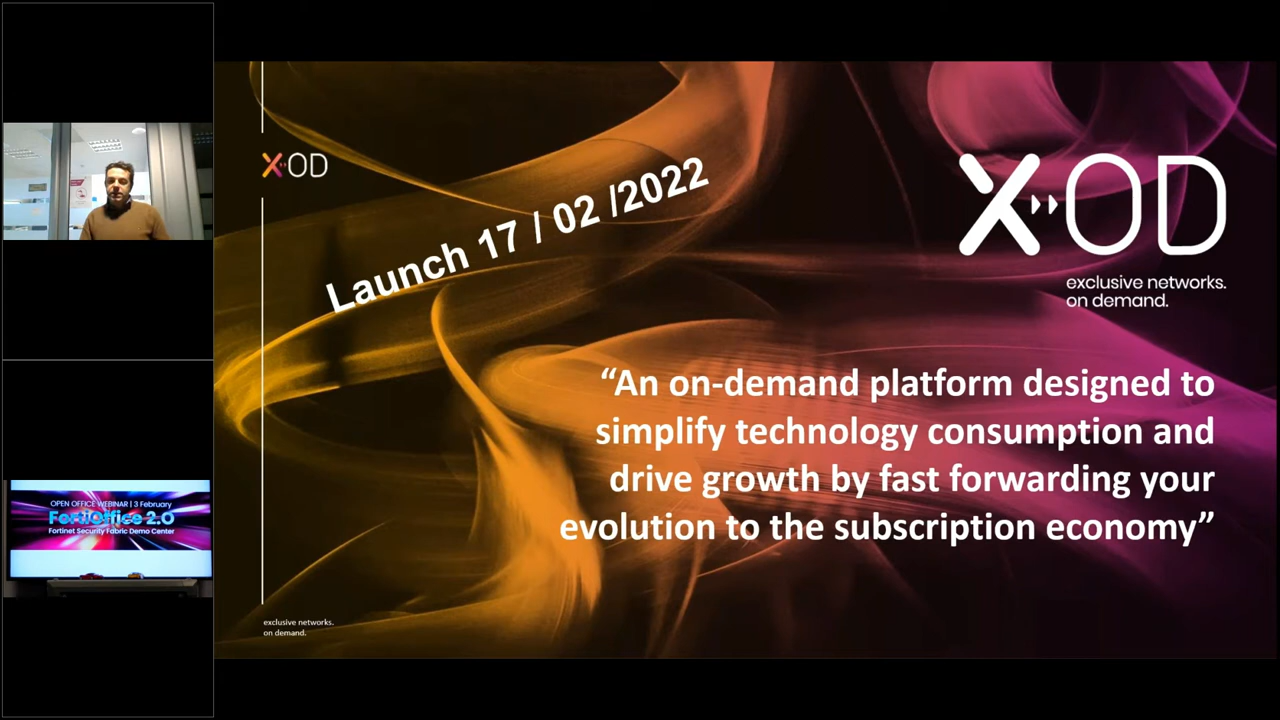 OPEN OFFICE WEBINAR | 3 February
FortiOffice 2.0
Fortinet Security Fabric Demo Center
X OD
Launch 17 / 02 /2022
X OD
exclusive networks.
on demand.
“An on-demand platform designed to
simplify technology consumption and
drive growth by fast forwarding your
evolution to the subscription economy”
exclusive networks.
on demand.